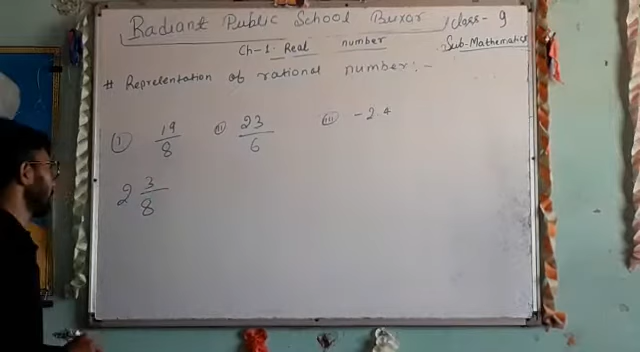 Radiant Public School Buxar class-9
Ch-1: Real number Sub-Mathematics
# Representation of rational number:-
(i) 19/8 (ii) 23/6 (iii) -2.4
2 3/8